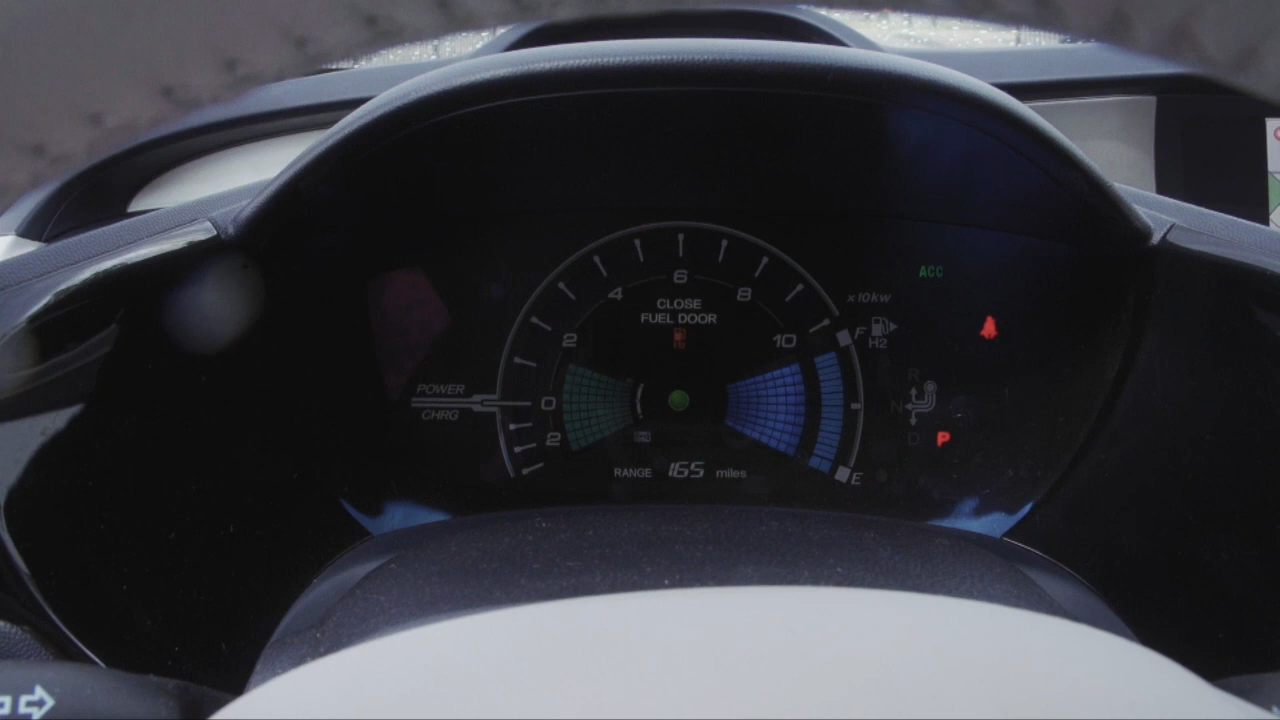 ACC
6
4 8
x10kw
CLOSE
FUEL DOOR
2 10
F
H2
R
POWER
0
N
CHRG
2
D P
RANGE 165 miles
E